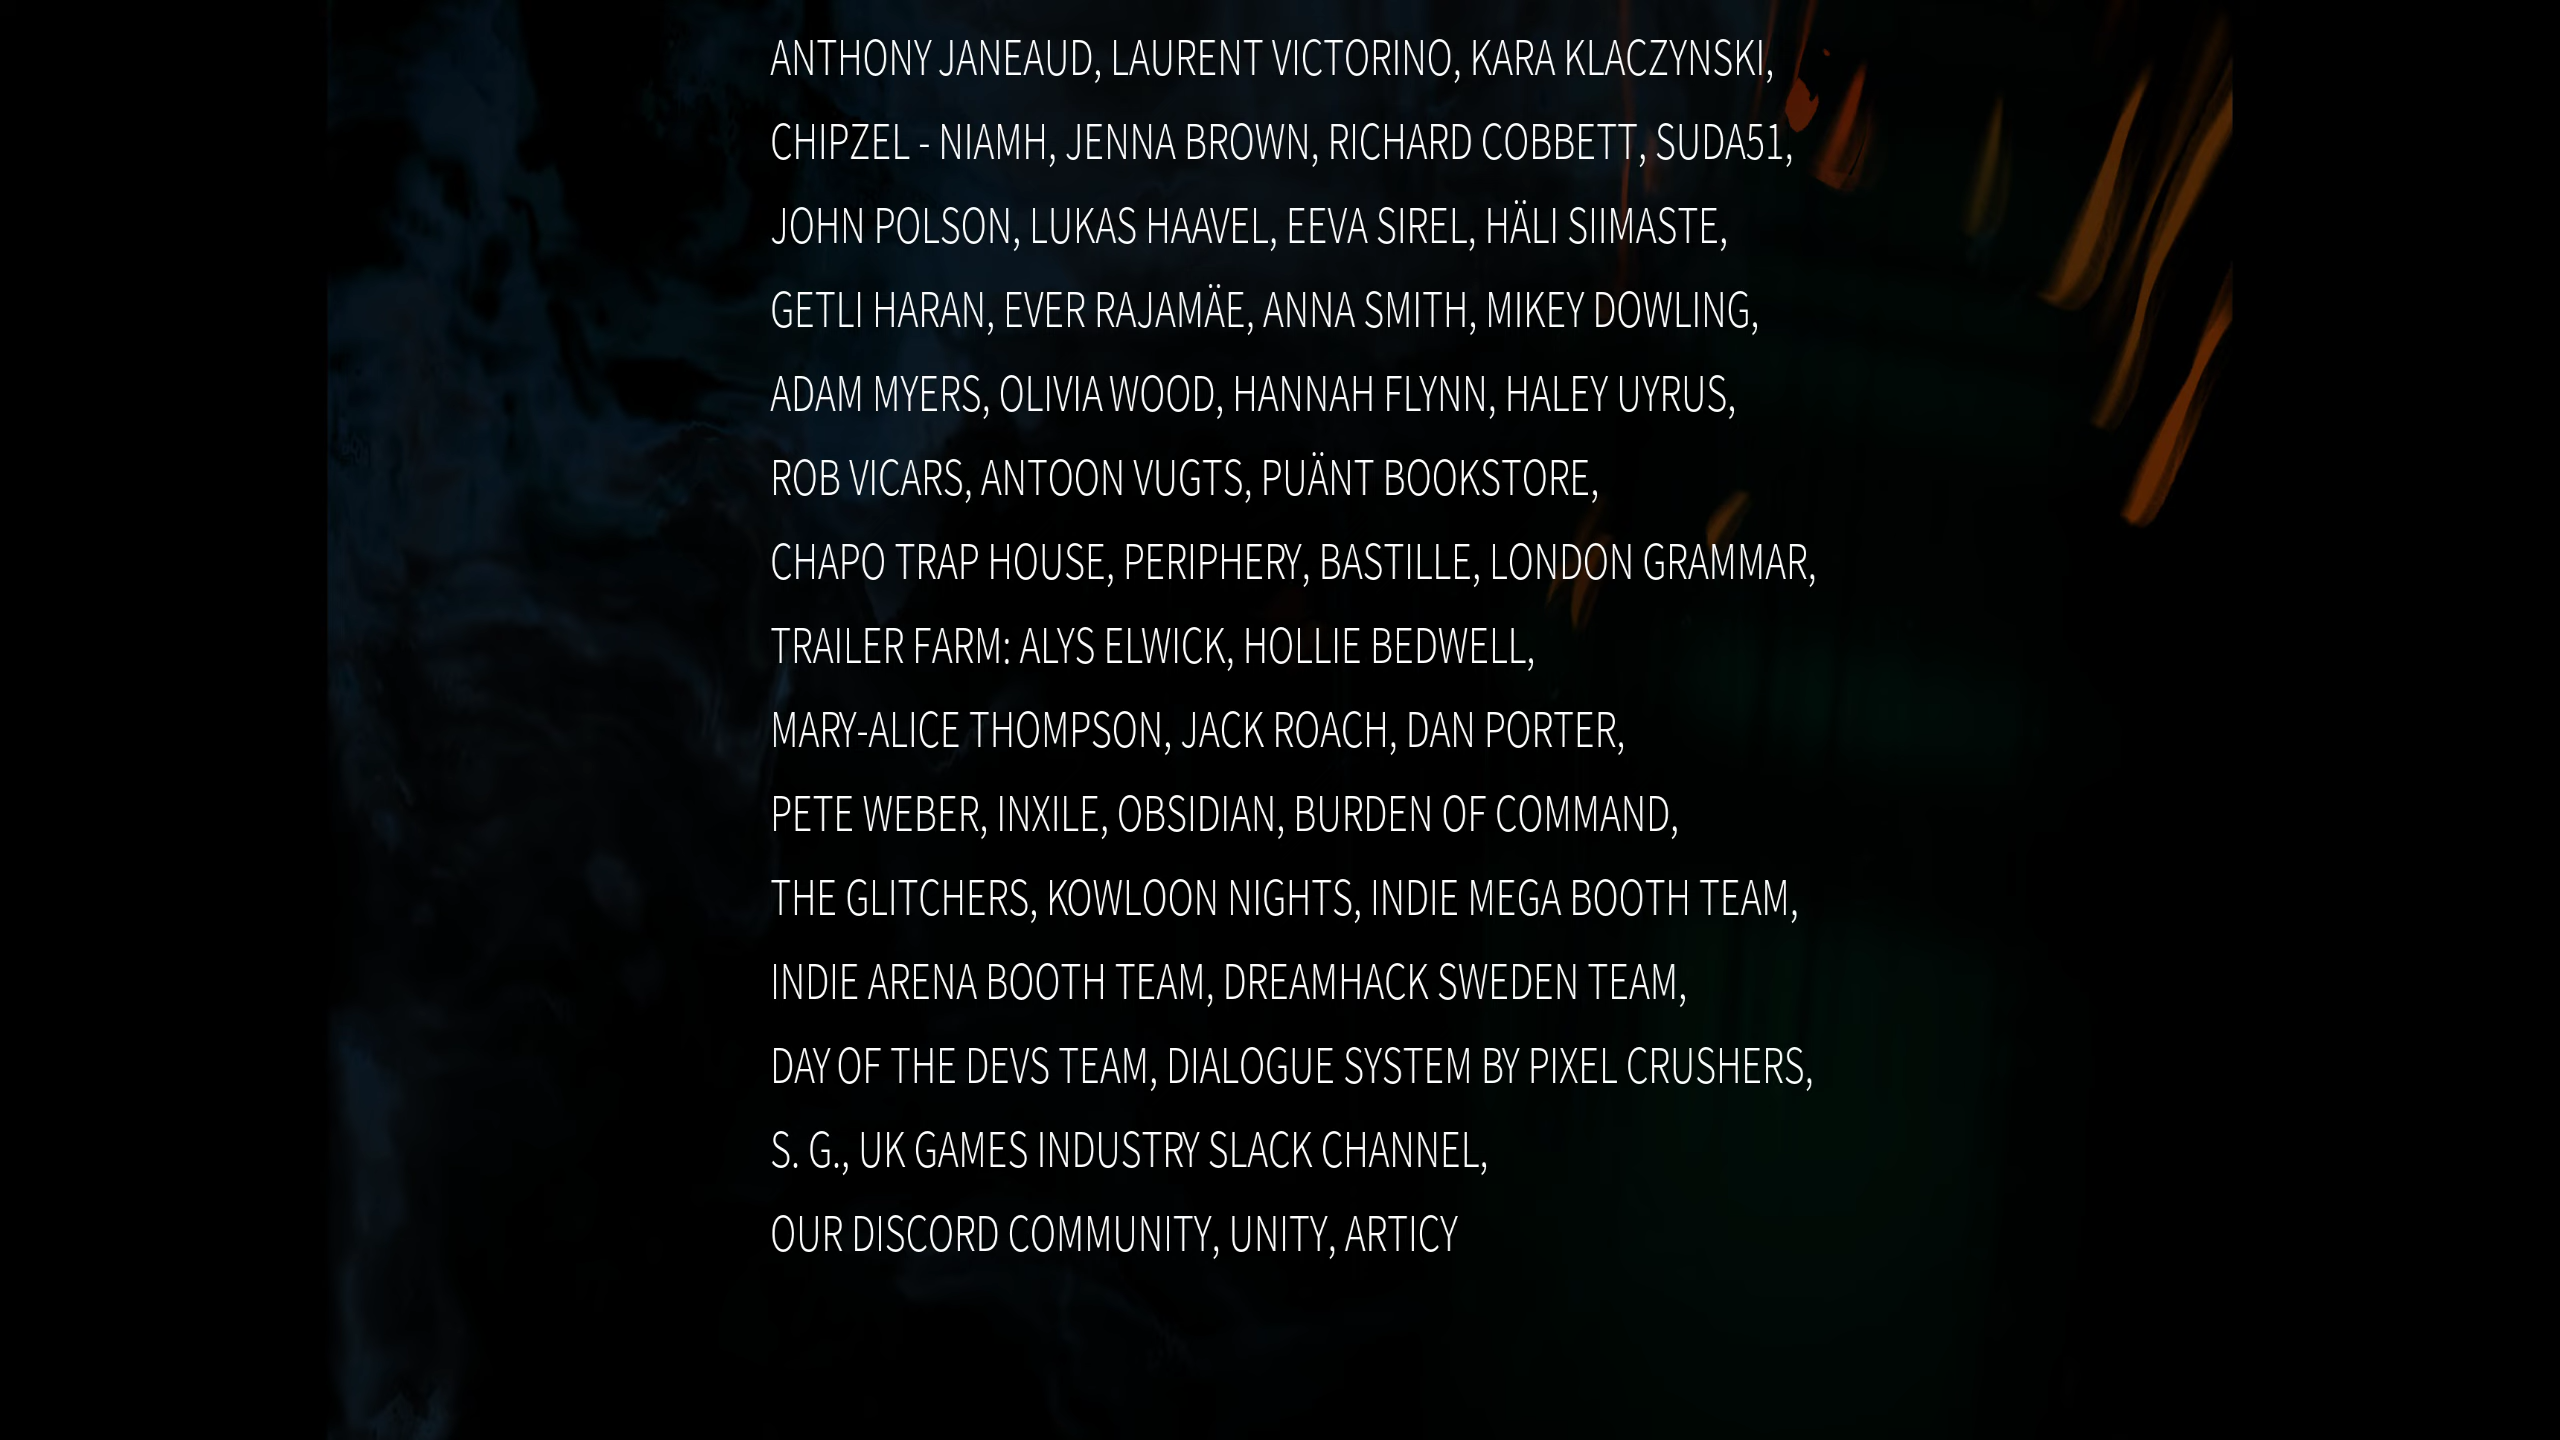 ANTHONY JANEAUD, LAURENT VICTORINO, KARA KLACZYNSKI,
CHIPZEL - NIAMH, JENNA BROWN, RICHARD COBBETT, SUDA51,
JOHN POLSON, LUKAS HAAVEL, EEVA SIREL, HÄLI SIIMASTE,
GETLI HARAN, EVER RAJAMÄE, ANNA SMITH, MIKEY DOWLING,
ADAM MYERS, OLIVIA WOOD, HANNAH FLYNN, HALEY UYRUS,
ROB VICARS, ANTOON VUGTS, PUÄNT BOOKSTORE,
CHAPO TRAP HOUSE, PERIPHERY, BASTILLE, LONDON GRAMMAR,
TRAILER FARM: ALYS ELWICK, HOLLIE BEDWELL,
MARY-ALICE THOMPSON, JACK ROACH, DAN PORTER,
PETE WEBER, INXILE, OBSIDIAN, BURDEN OF COMMAND,
THE GLITCHERS, KOWLOON NIGHTS, INDIE MEGA BOOTH TEAM,
INDIE ARENA BOOTH TEAM, DREAMHACK SWEDEN TEAM,
DAY OF THE DEVS TEAM, DIALOGUE SYSTEM BY PIXEL CRUSHERS,
S. G., UK GAMES INDUSTRY SLACK CHANNEL,
OUR DISCORD COMMUNITY, UNITY, ARTICY